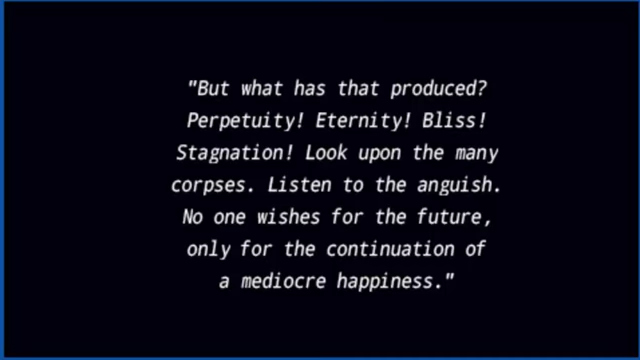 "But what has that produced?
Perpetuity! Eternity! Bliss!
Stagnation! Look upon the many
corpses. Listen to the anguish.
No one wishes for the future,
only for the continuation of
a mediocre happiness."